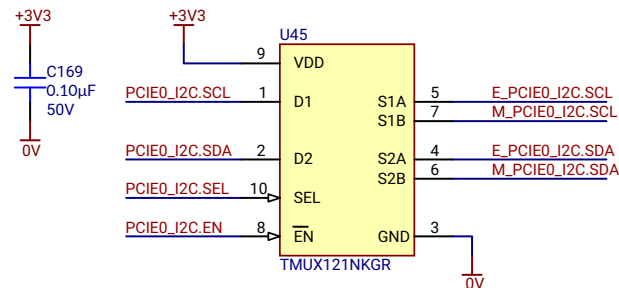 +3V3
+3V3
U45
C169
0.10µF
50V
0V
9
VDD
PCIE0_I2C.SCL
1
D1
S1A
5
E_PCIE0_I2C.SCL
S1B
7
M_PCIE0_I2C.SCL
PCIE0_I2C.SDA
2
D2
S2A
4
E_PCIE0_I2C.SDA
S2B
6
M_PCIE0_I2C.SDA
PCIE0_I2C.SEL
10
SEL
PCIE0_I2C.EN
8
EN
GND
3
TMUX121NKGR
0V